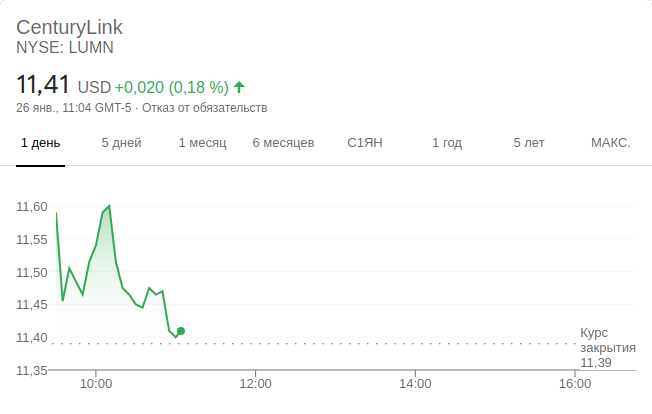 CenturyLink
NYSE: LUMN
11,41 USD +0,020 (0,18 %)
26 янв., 11:04 GMT-5 · Отказ от обязательств
1 день 5 дней 1 месяц 6 месяцев С1ЯН 1 год 5 лет МАКС.
11,60
11,55
11,50
11,45
11,40
11,35
Курс
закрытия
11,39
10:00 12:00 14:00 16:00